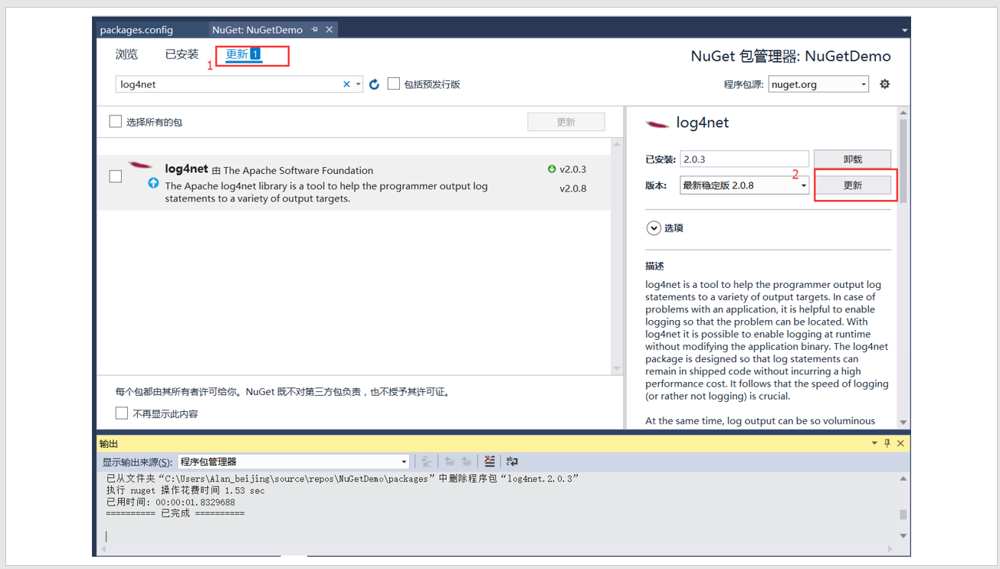 packages.config
NuGet: NuGetDemo
浏览 已安装 更新 1
1
NuGet 包管理器: NuGetDemo
log4net
包括预发行版
程序包源: nuget.org
选择所有的包
更新
log4net 由 The Apache Software Foundation
v2.0.3
The Apache log4net library is a tool to help the programmer output log
statements to a variety of output targets.
v2.0.8
log4net
已安装: 2.0.3
卸载
2
版本: 最新稳定版 2.0.8
更新
选项
描述
log4net is a tool to help the programmer output log
statements to a variety of output targets. In case of
problems with an application, it is helpful to enable
logging so that the problem can be located. With
log4net it is possible to enable logging at runtime
without modifying the application binary. The log4net
package is designed so that log statements can
remain in shipped code without incurring a high
performance cost. It follows that the speed of logging
(or rather not logging) is crucial.
At the same time, log output can be so voluminous
每个包都由其所有者许可给你。NuGet 既不对第三方包负责，也不授予其许可证。
不再显示此内容
输出
显示输出来源(S): 程序包管理器
已从文件夹“C:\Users\Alan_beijing\source\repos\NuGetDemo\packages”中删除程序包“log4net.2.0.3”
执行 nuget 操作花费时间 1.53 sec
已用时间: 00:00:01.8329688
========== 已完成 ==========